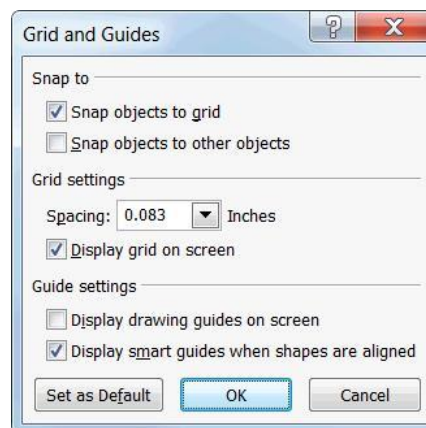 Grid and Guides
Snap to
Snap objects to grid
Snap objects to other objects
Grid settings
Spacing: 0.083 Inches
Display grid on screen
Guide settings
Display drawing guides on screen
Display smart guides when shapes are aligned
Set as Default OK Cancel